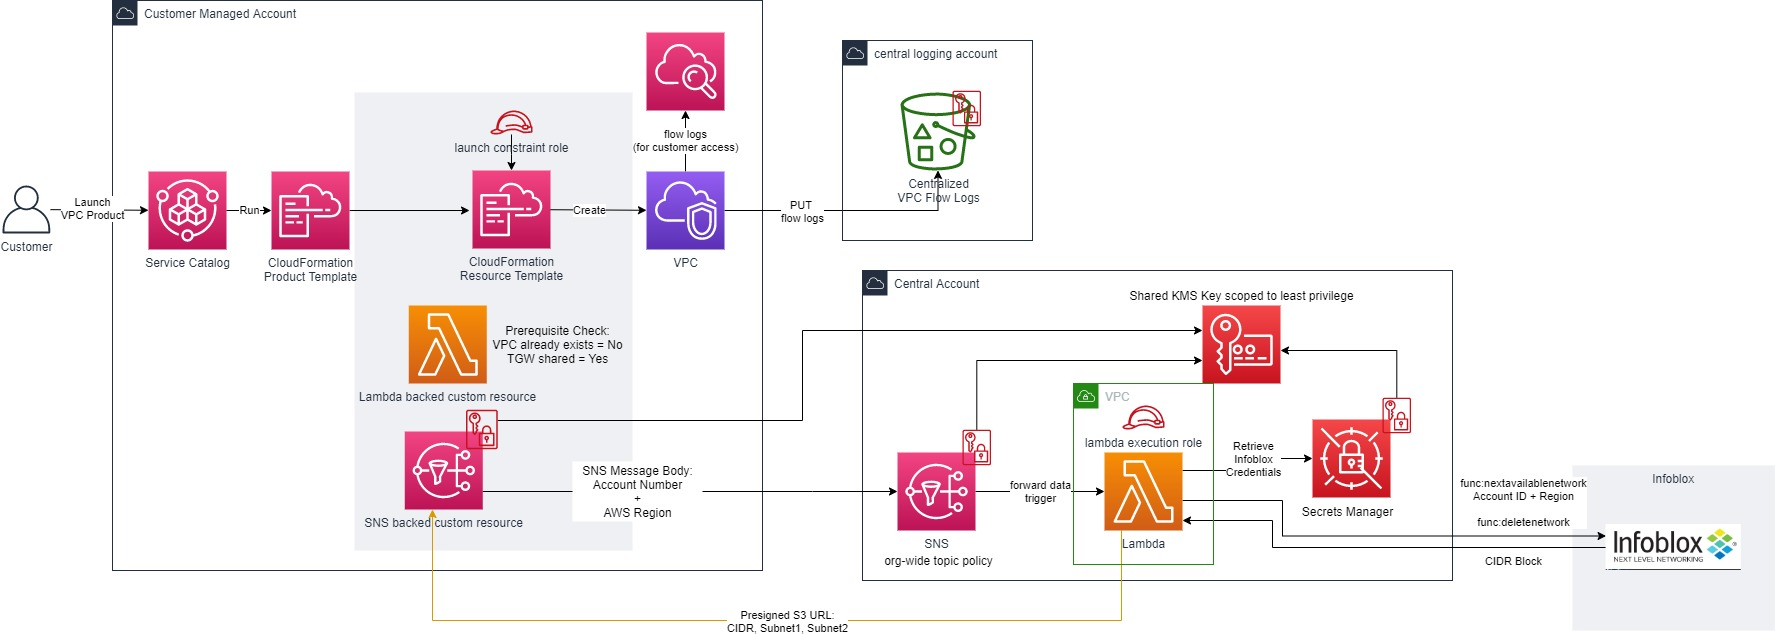 Customer Managed Account
central logging account
flow logs
(for customer access)
launch constraint role
Launch
VPC Product
Run
Create
PUT
flow logs
Centralized
VPC Flow Logs
Customer
Service Catalog
CloudFormation
Product Template
CloudFormation
Resource Template
VPC
Central Account
Shared KMS Key scoped to least privilege
Prerequisite Check:
VPC already exists = No
TGW shared = Yes
Lambda backed custom resource
VPC
lambda execution role
Retrieve
Infoblox
Credentials
SNS Message Body:
Account Number
+
AWS Region
forward data
trigger
func:nextavailablenetwork
Account ID + Region
func:deletenetwork
Infoblox
Secrets Manager
SNS backed custom resource
SNS
org-wide topic policy
Lambda
Infoblox
NEXT LEVEL NETWORKING
CIDR Block
Presigned S3 URL:
CIDR, Subnet1, Subnet2